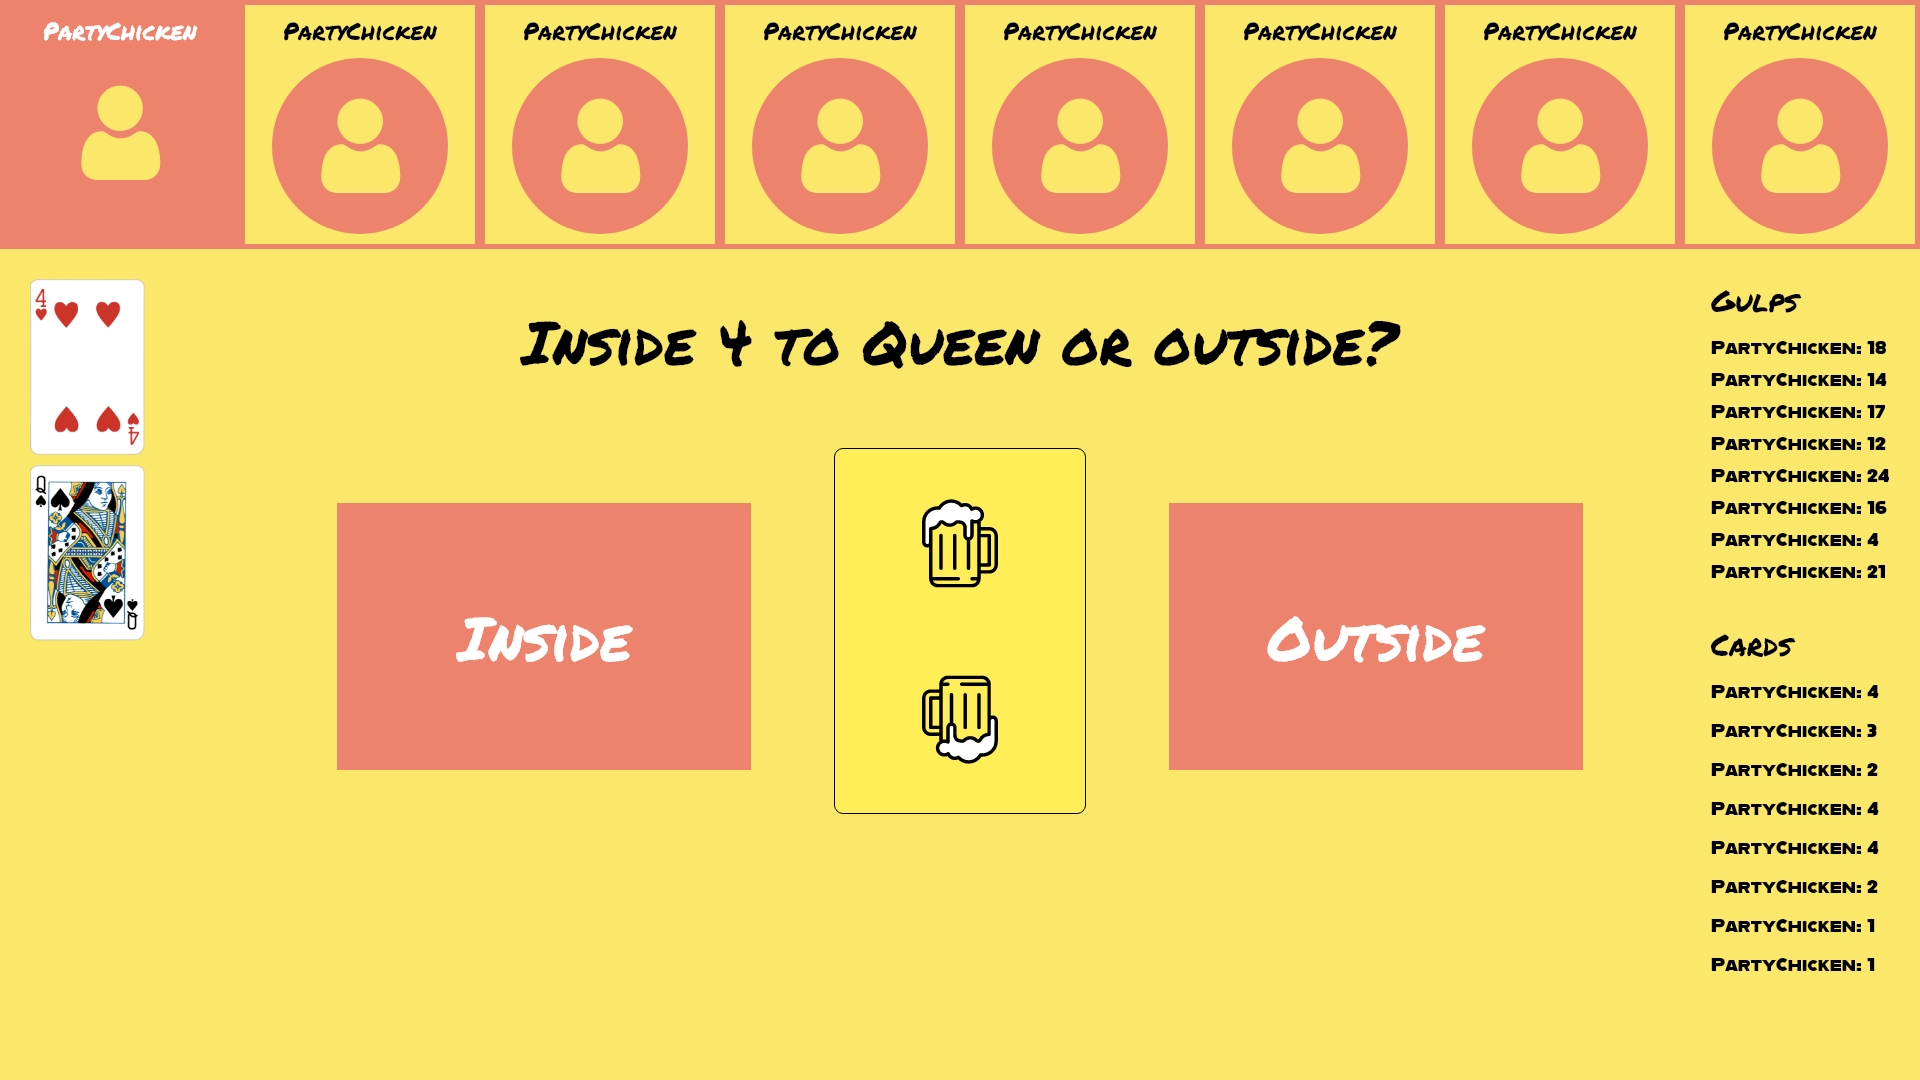 PartyChicken PartyChicken PartyChicken PartyChicken PartyChicken PartyChicken PartyChicken PartyChicken
4
4
Q
Q
Inside 4 to Queen or outside?
Inside
Outside
Gulps
PartyChicken: 18
PartyChicken: 14
PartyChicken: 17
PartyChicken: 12
PartyChicken: 24
PartyChicken: 16
PartyChicken: 4
PartyChicken: 21
Cards
PartyChicken: 4
PartyChicken: 3
PartyChicken: 2
PartyChicken: 4
PartyChicken: 4
PartyChicken: 2
PartyChicken: 1
PartyChicken: 1